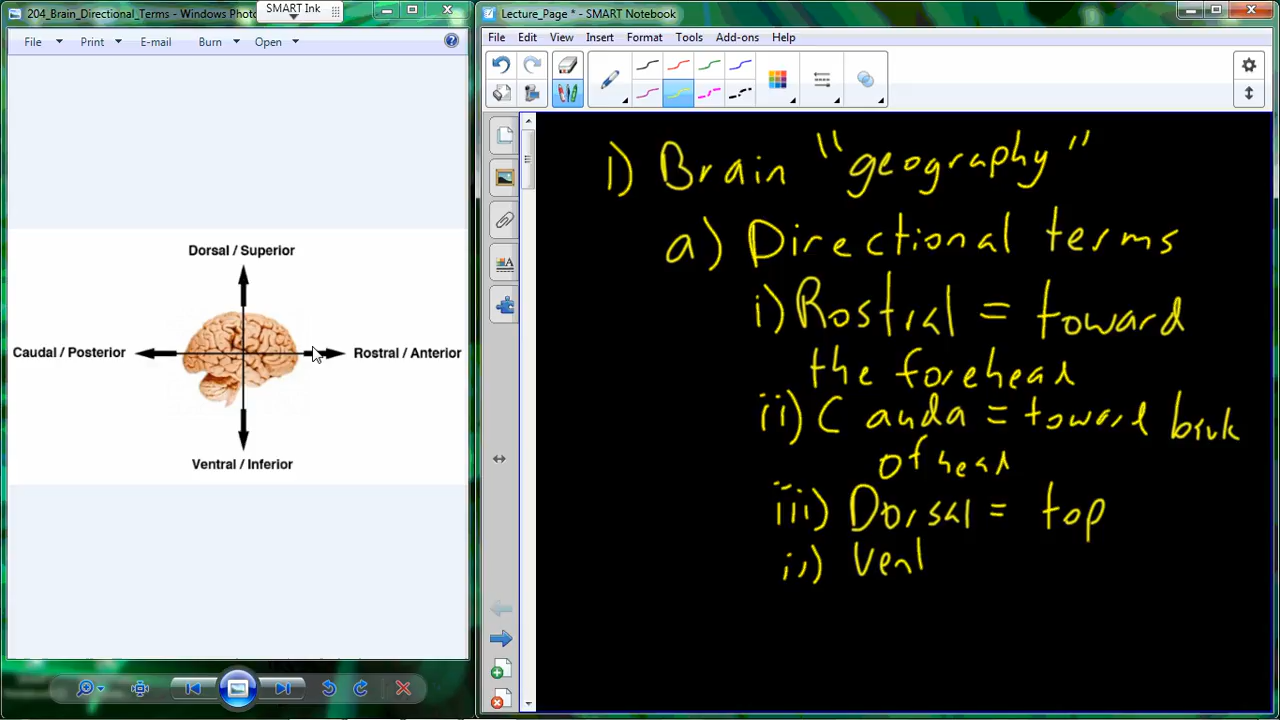 204_Brain_Directional_Terms - Windows Photo
SMART Ink
File Print E-mail Burn Open
Dorsal / Superior
Caudal / Posterior
Rostral / Anterior
Ventral / Inferior
Lecture_Page * - SMART Notebook
File Edit View Insert Format Tools Add-ons Help
1) Brain "geography"
a) Directional terms
i) Rostral = toward
the forehead
ii) Cauda = toward back
of head
iii) Dorsal = top
iv) Vent